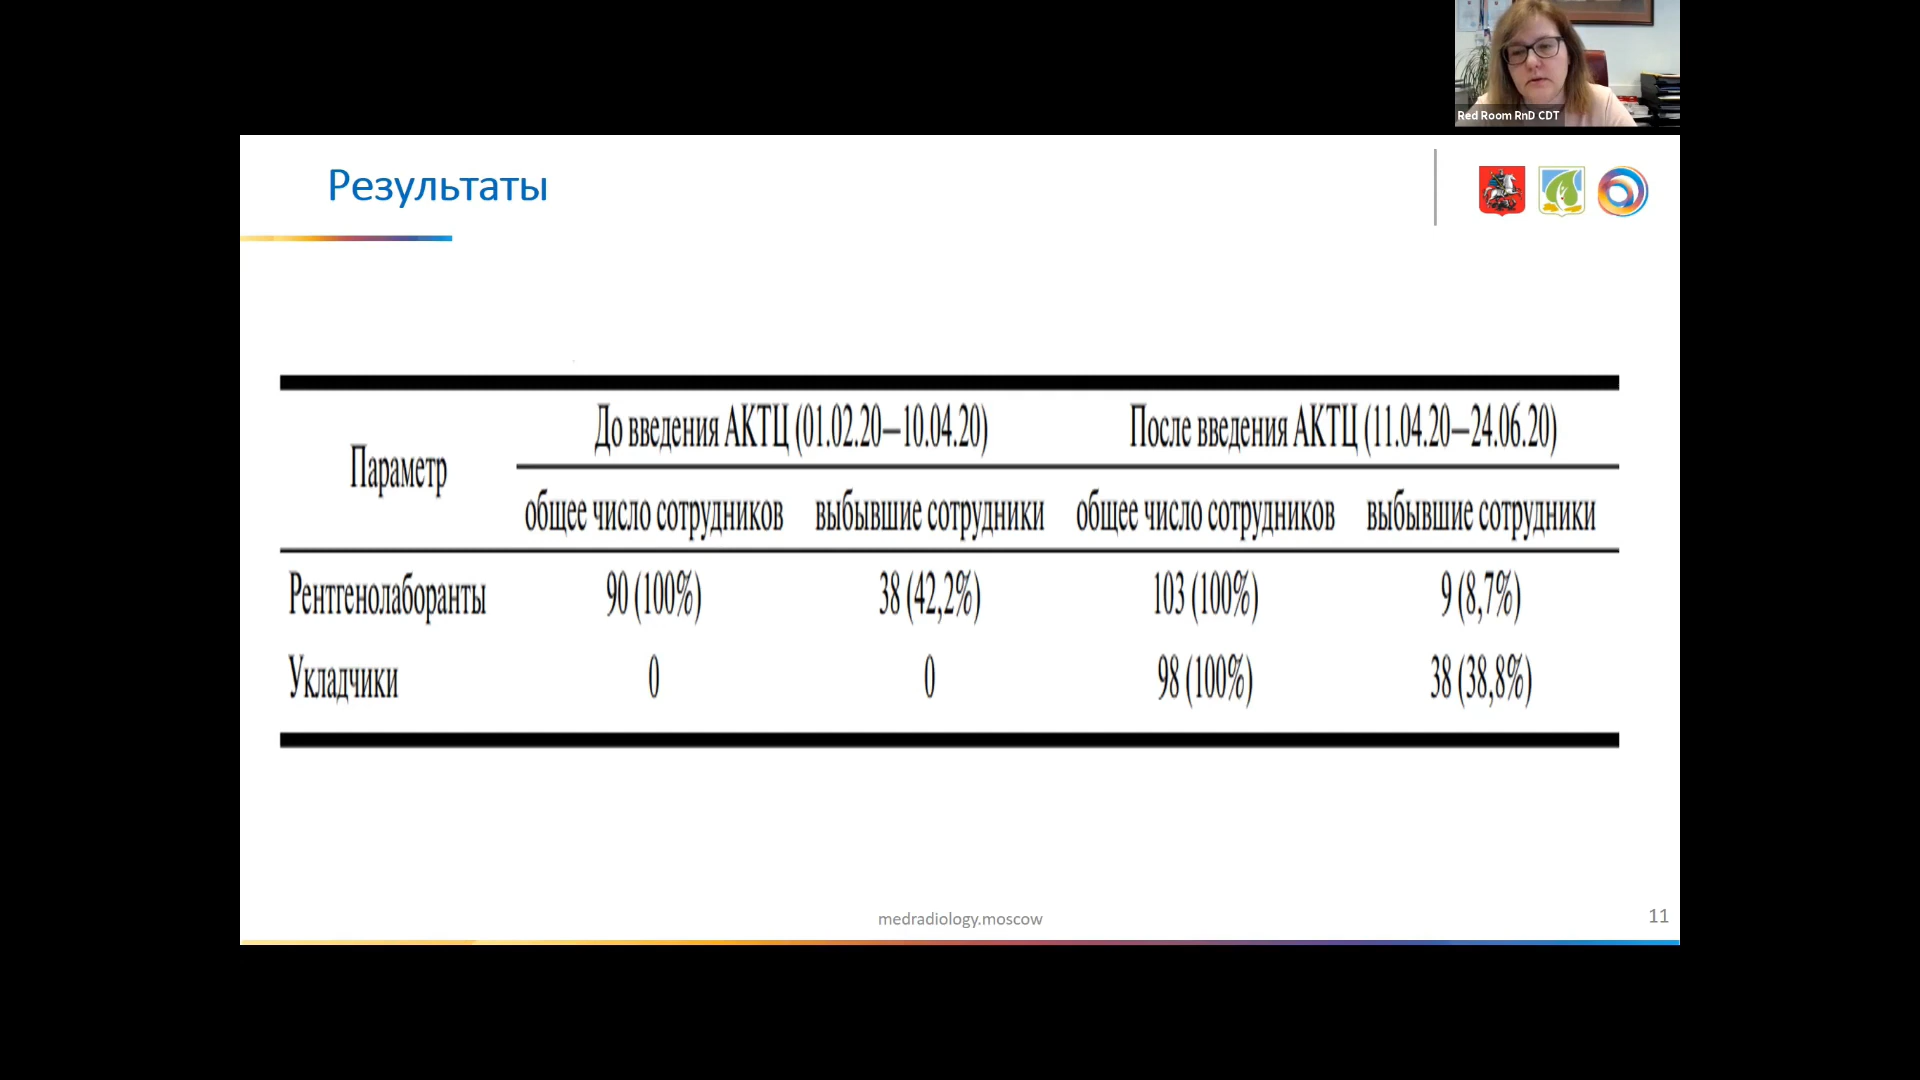 Red Room RnD CDT
Результаты
Параметр
До введения АКТЦ (01.02.20—10.04.20)
После введения АКТЦ (11.04.20—24.06.20)
общее число сотрудников
выбывшие сотрудники
общее число сотрудников
выбывшие сотрудники
Рентгенолаборанты 90 (100%) 38 (42,2%) 103 (100%) 9 (8,7%)
Укладчики 0 0 98 (100%) 38 (38,8%)
medradiology.moscow
11